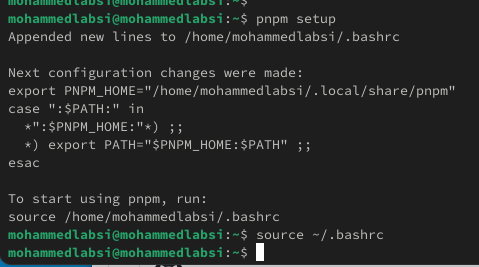 mohammedlabsi@mohammedlabsi:~$
mohammedlabsi@mohammedlabsi:~$ pnpm setup
Appended new lines to /home/mohammedlabsi/.bashrc

Next configuration changes were made:
export PNPM_HOME="/home/mohammedlabsi/.local/share/pnpm"
case ":$PATH:" in
  *":$PNPM_HOME:"*) ;;
  *) export PATH="$PNPM_HOME:$PATH" ;;
esac

To start using pnpm, run:
source /home/mohammedlabsi/.bashrc
mohammedlabsi@mohammedlabsi:~$ source ~/.bashrc
mohammedlabsi@mohammedlabsi:~$